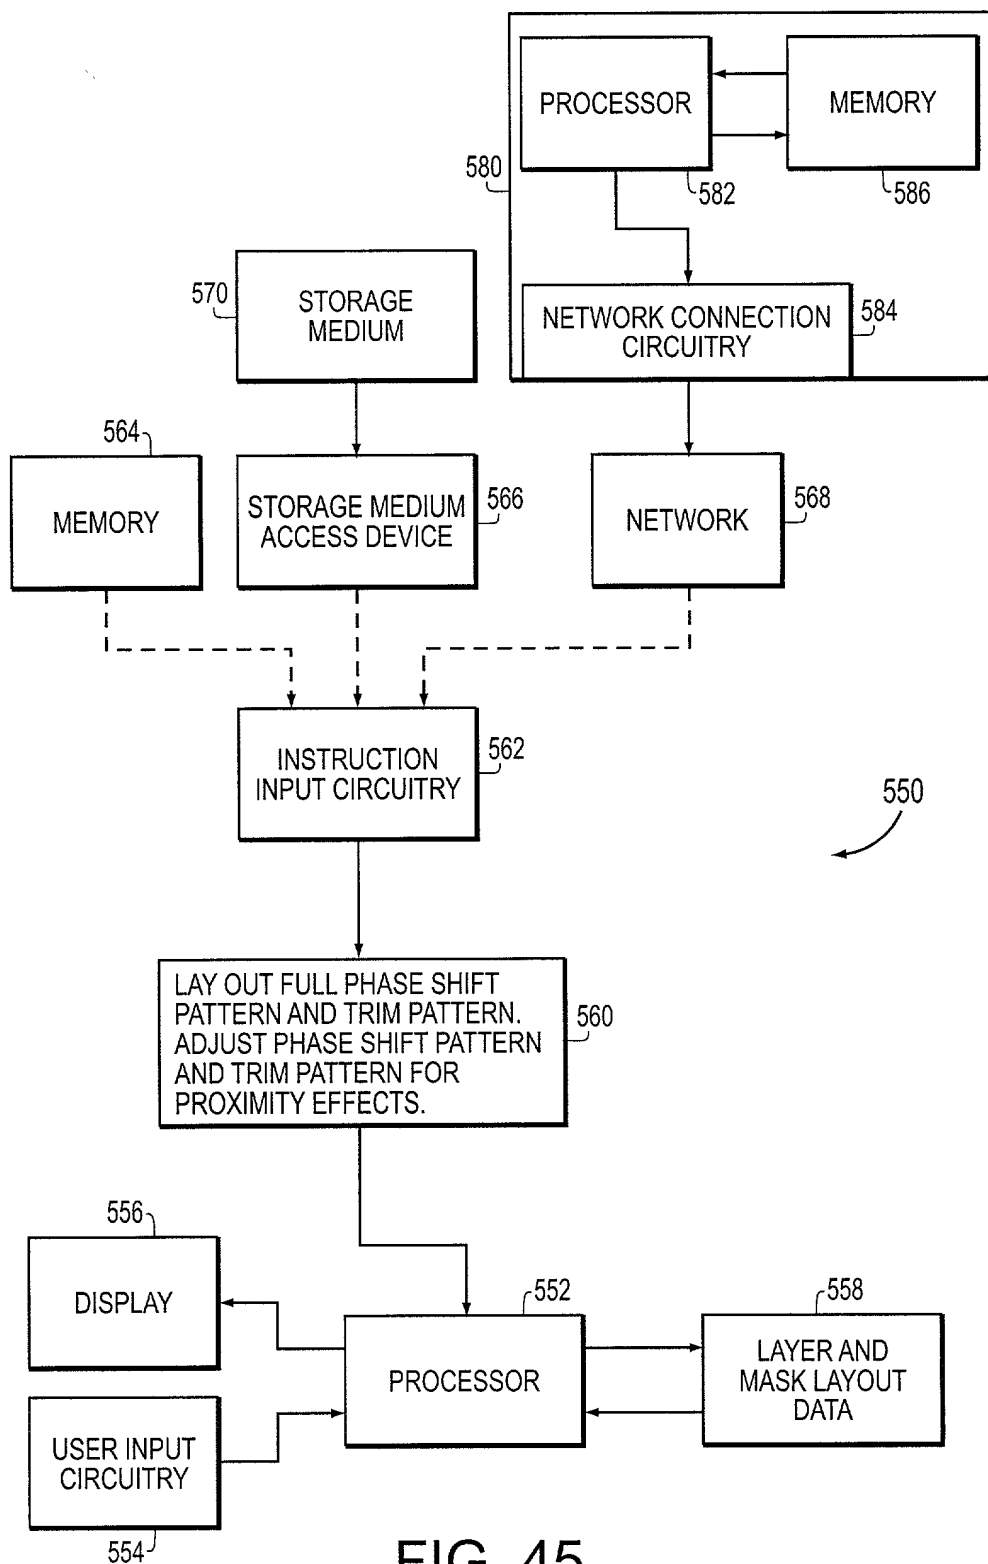 PROCESSOR
MEMORY
580
582
586
STORAGE
MEDIUM
570
NETWORK CONNECTION
CIRCUITRY
584
564
MEMORY
STORAGE MEDIUM
ACCESS DEVICE
566
NETWORK
568
INSTRUCTION
INPUT CIRCUITRY
562
550
LAY OUT FULL PHASE SHIFT
PATTERN AND TRIM PATTERN.
ADJUST PHASE SHIFT PATTERN
AND TRIM PATTERN FOR
PROXIMITY EFFECTS.
560
556
DISPLAY
552
PROCESSOR
558
LAYER AND
MASK LAYOUT
DATA
USER INPUT
CIRCUITRY
554
FIG. 45